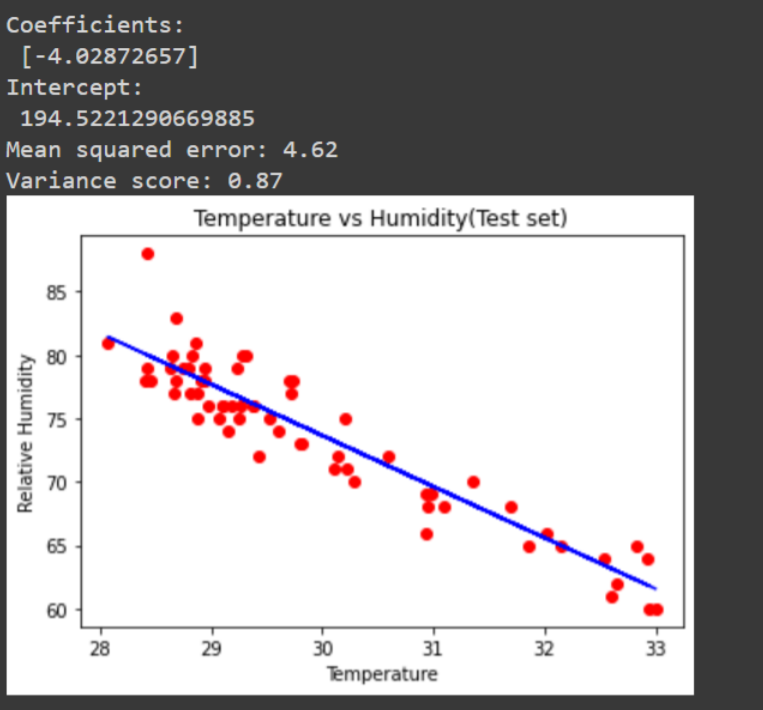 Coefficients:
[-4.02872657]
Intercept:
194.5221290669885
Mean squared error: 4.62
Variance score: 0.87
Temperature vs Humidity(Test set)
85
80
75
70
65
60
Relative Humidity
28 29 30 31 32 33
Temperature